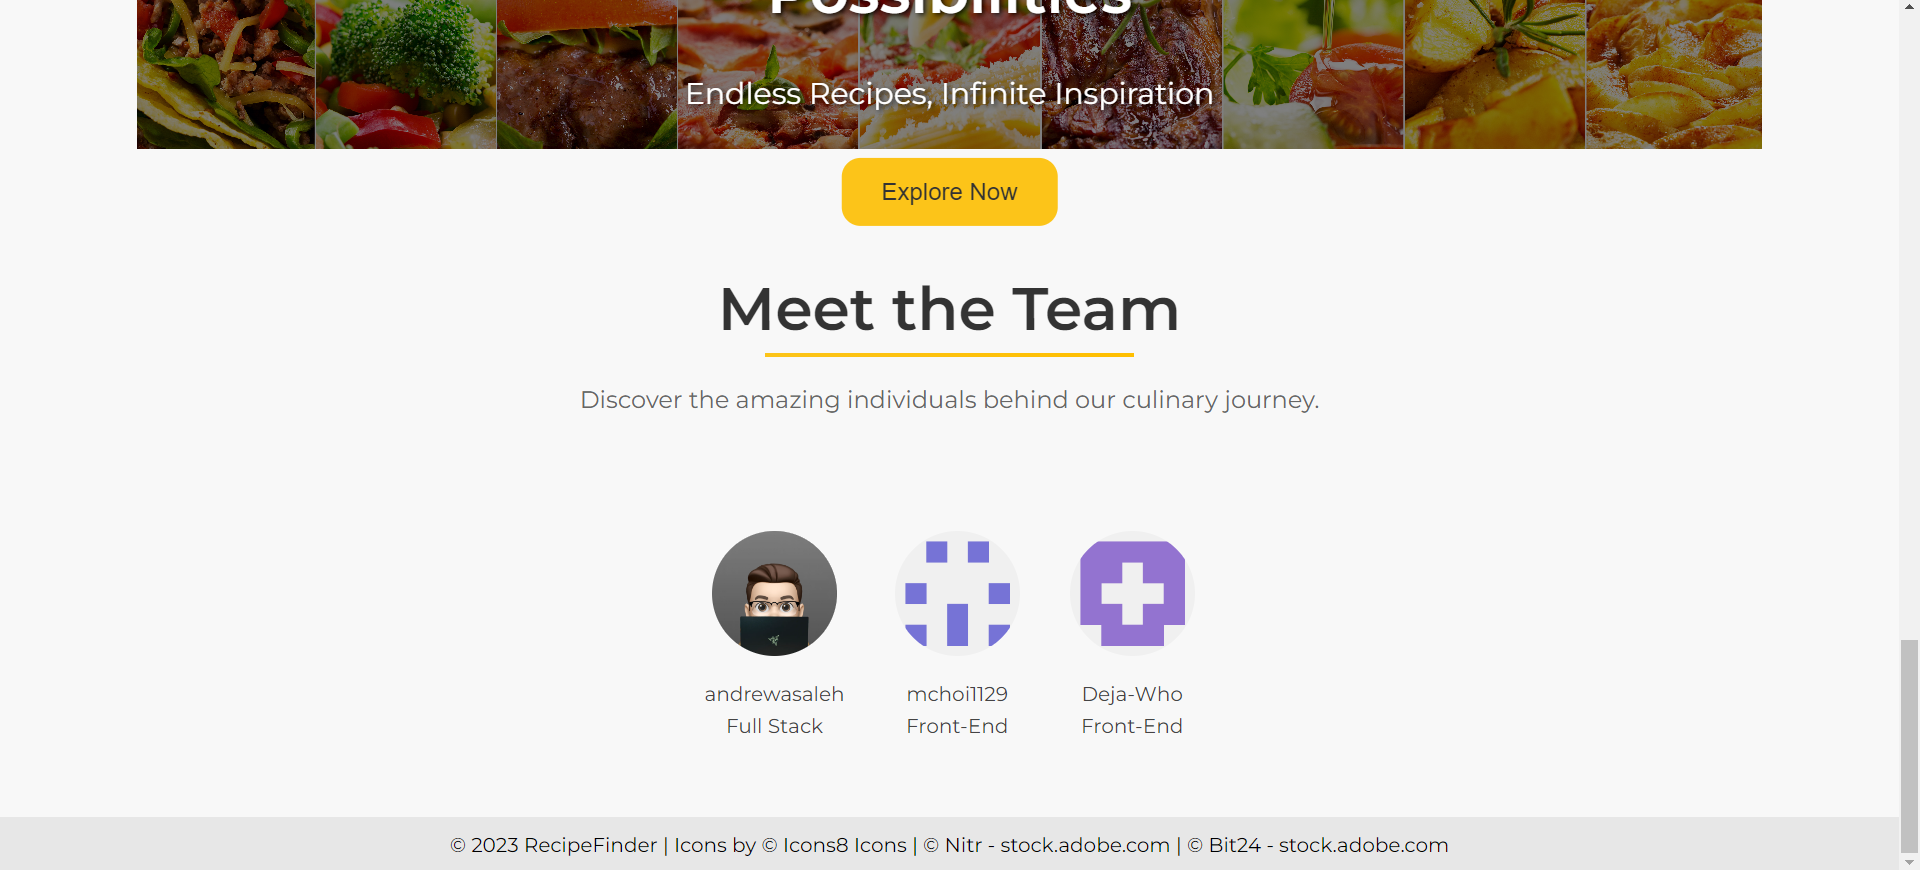 Possibilities
Endless Recipes, Infinite Inspiration
Explore Now
Meet the Team
Discover the amazing individuals behind our culinary journey.
andrewasaleh
Full Stack
mchoi1129
Front-End
Deja-Who
Front-End
© 2023 RecipeFinder | Icons by © Icons8 Icons | © Nitr - stock.adobe.com | © Bit24 - stock.adobe.com